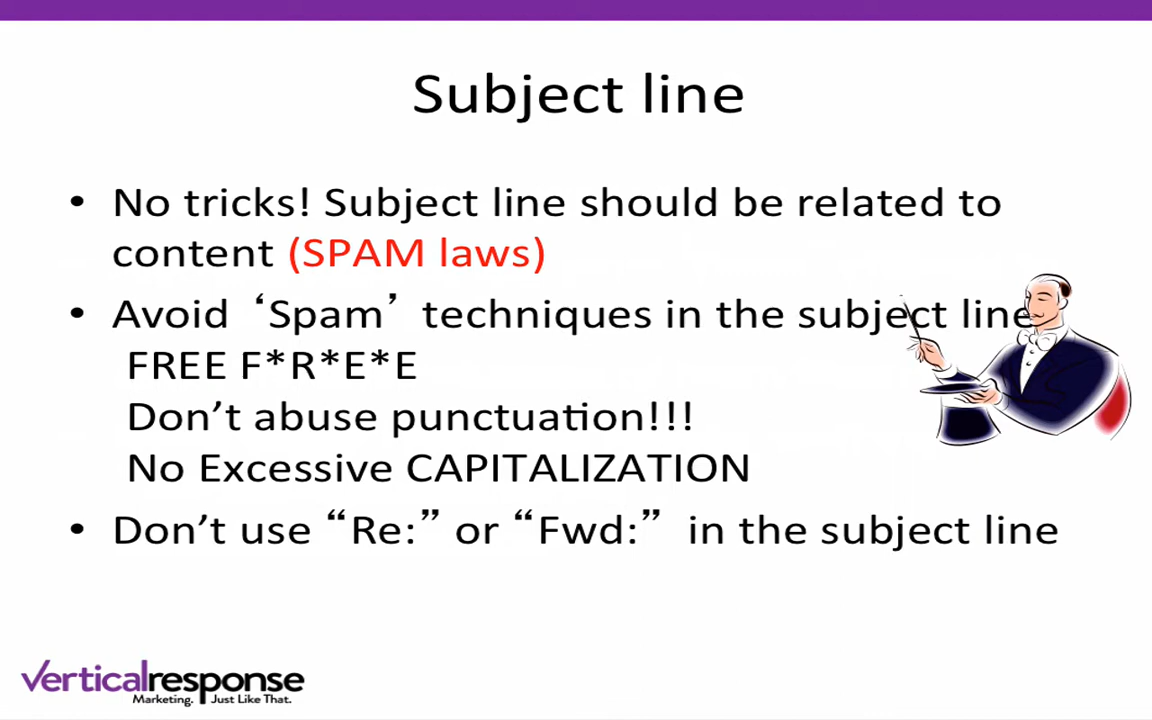 Subject line
• No tricks! Subject line should be related to
content (SPAM laws)
• Avoid ‘Spam’ techniques in the subject line
FREE F*R*E*E
Don’t abuse punctuation!!!
No Excessive CAPITALIZATION
• Don’t use “Re:” or “Fwd:” in the subject line
verticalresponse
Marketing. Just Like That.